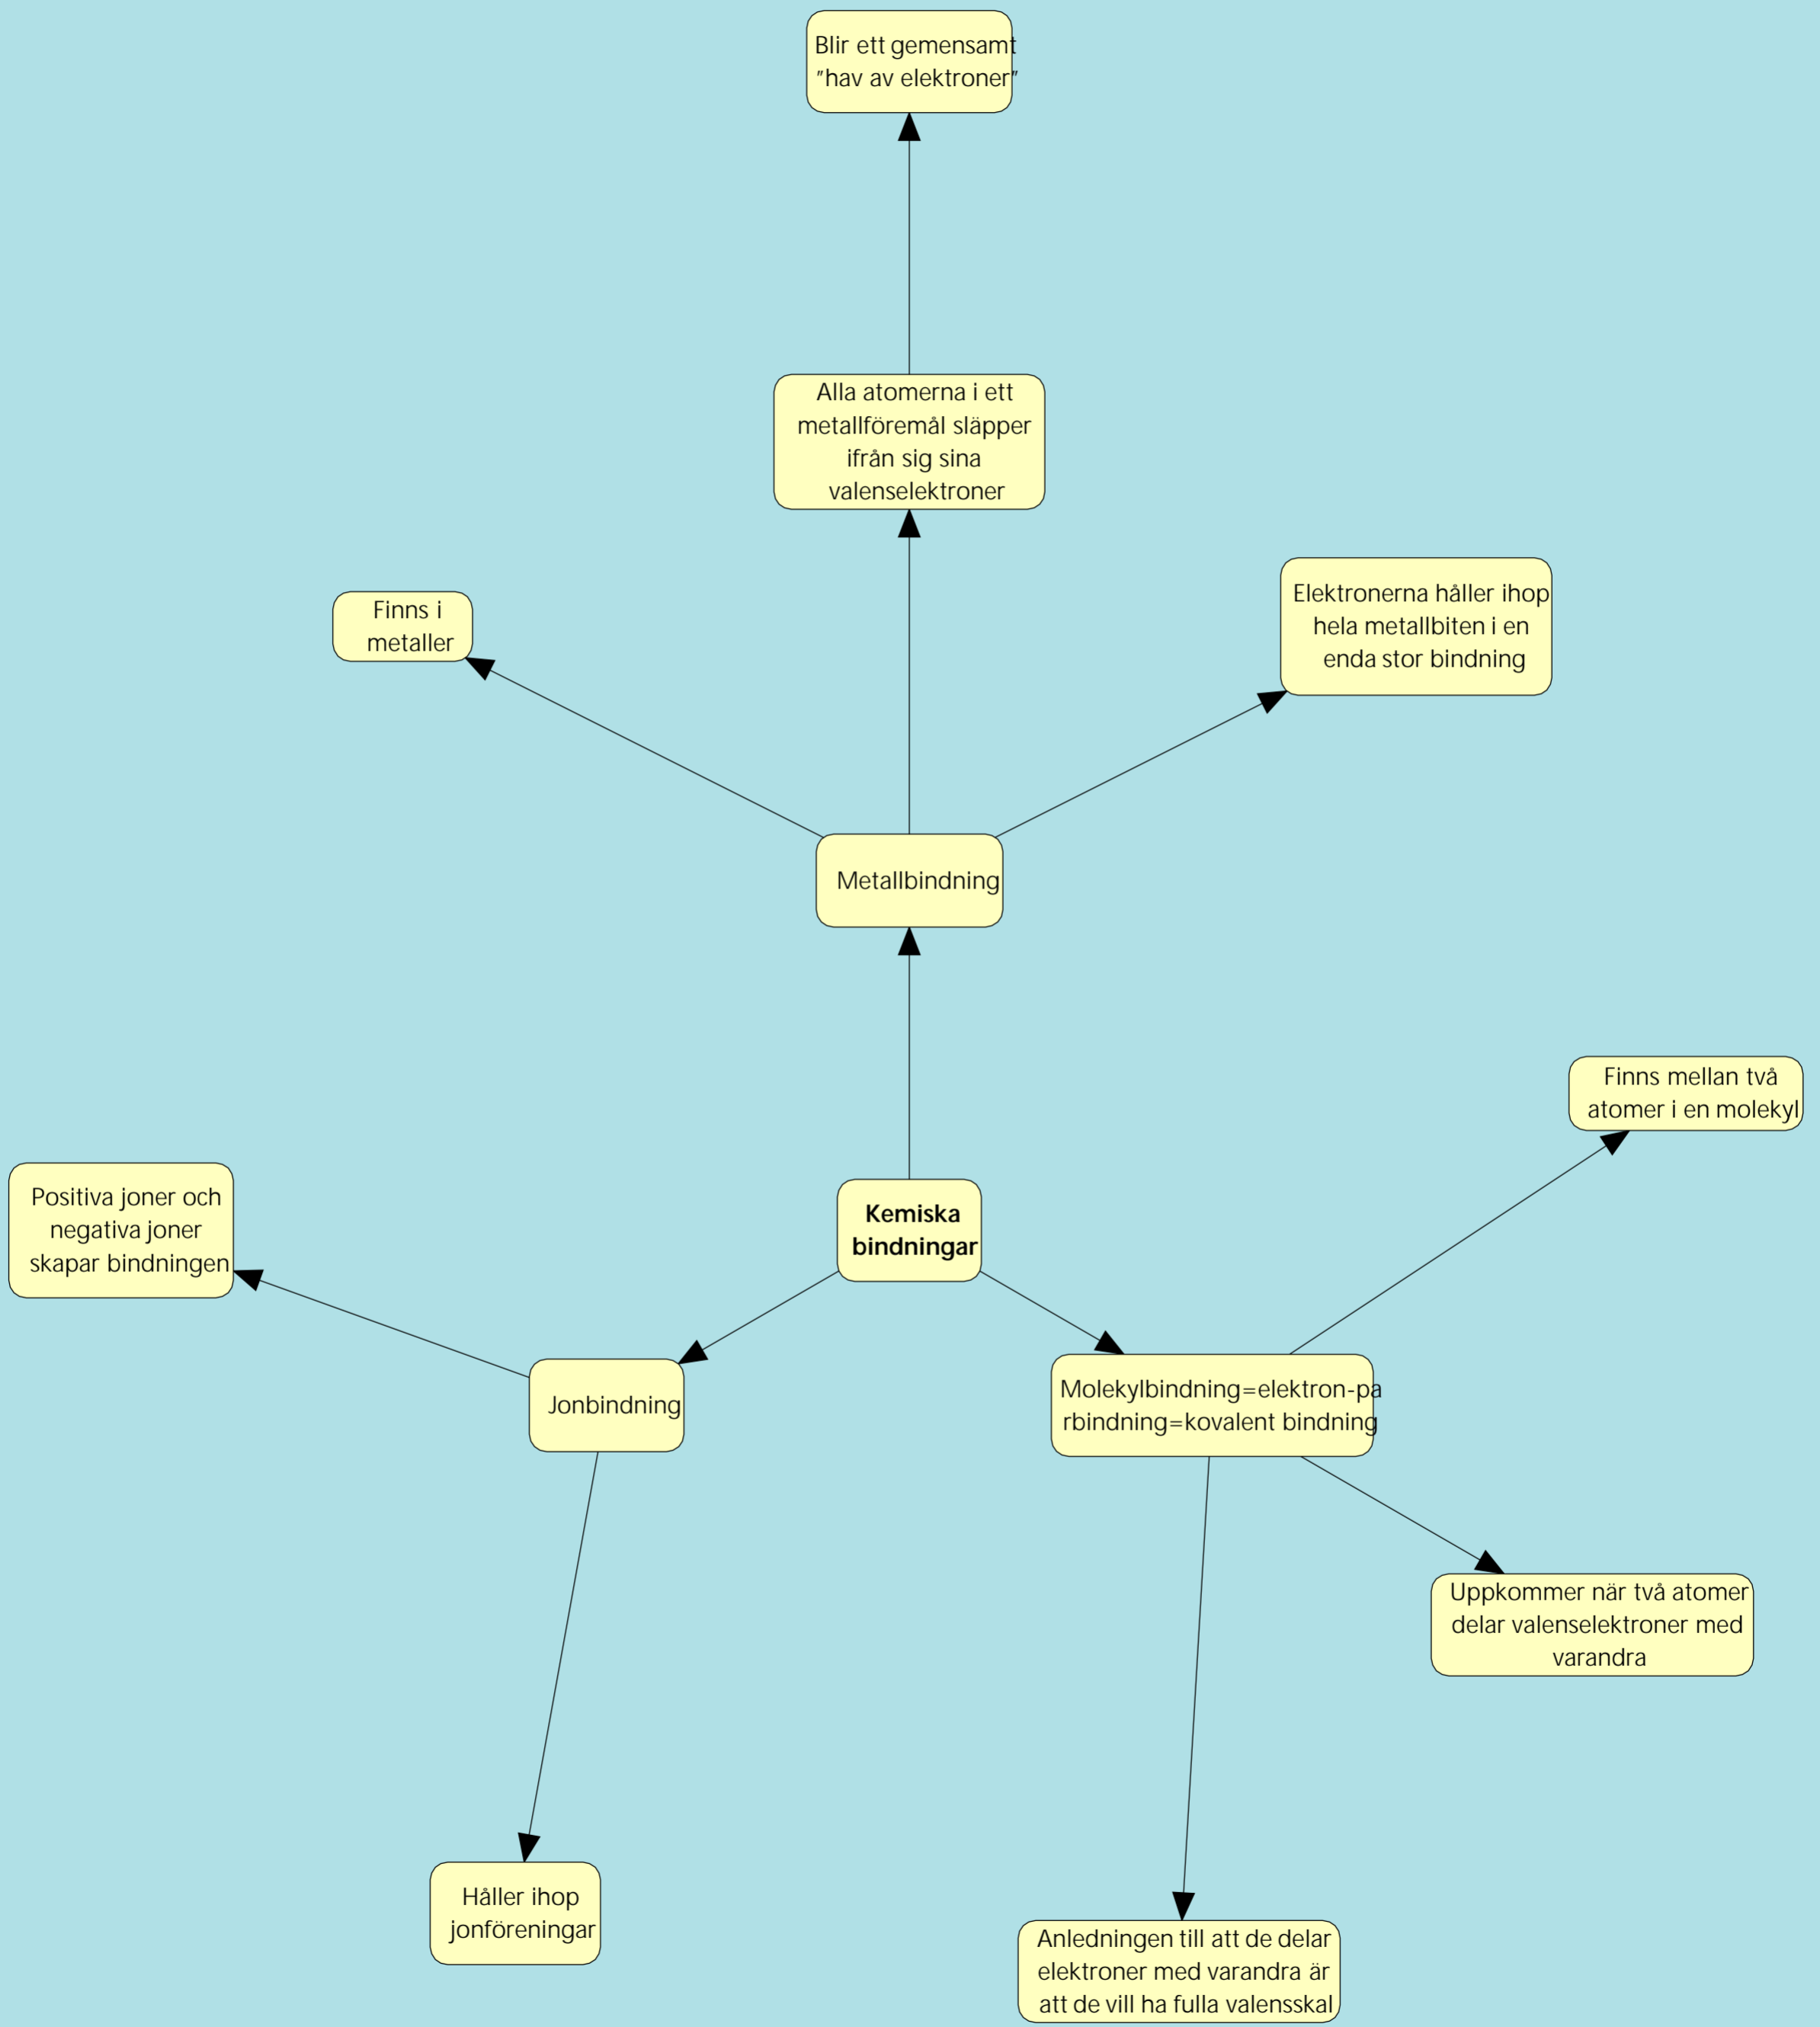 Blir ett gemensamt
"hav av elektroner"
Alla atomerna i ett
metallföremål släpper
ifrån sig sina
valenselektroner
Elektronerna håller ihop
hela metallbiten i en
enda stor bindning
Finns i
metaller
Metallbindning
Finns mellan två
atomer i en molekyl
Positiva joner och
negativa joner
skapar bindningen
Kemiska
bindningar
Jonbindning
Molekylbindning=elektron-pa
rbindning=kovalent bindning
Uppkommer när två atomer
delar valenselektroner med
varandra
Håller ihop
jonföreningar
Anledningen till att de delar
elektroner med varandra är
att de vill ha fulla valensskal